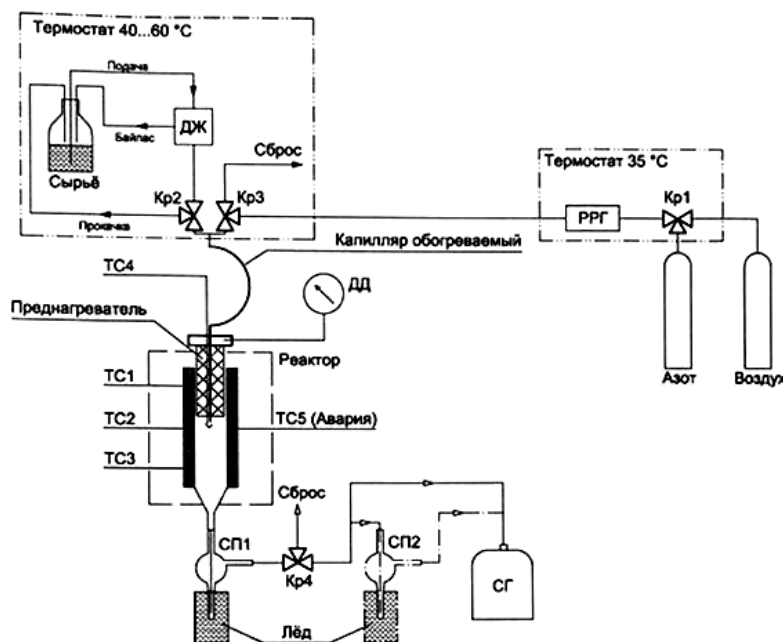 Термостат 40...60 °С
Подача
ДЖ
Байпас
Сырьё
Сброс
Кр2
Кр3
Прокачка
Термостат 35 °С
РРГ
Кр1
Капилляр обогреваемый
ТС4
ДД
Преднагреватель
Реактор
Азот
Воздух
ТС1
ТС2
ТС5 (Авария)
ТС3
Сброс
СП1
СП2
Кр4
СГ
Лёд